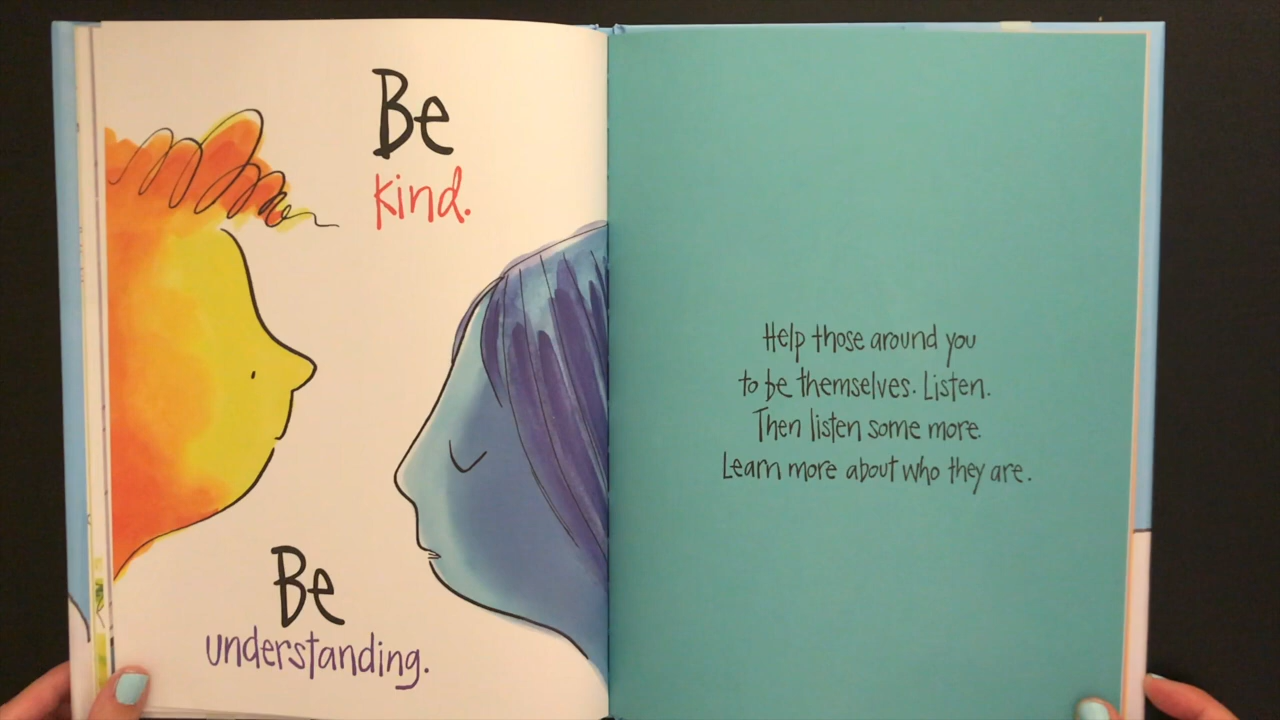 Be
kind.
Be
understanding.
Help those around you
to be themselves. Listen.
Then listen some more.
Learn more about who they are.